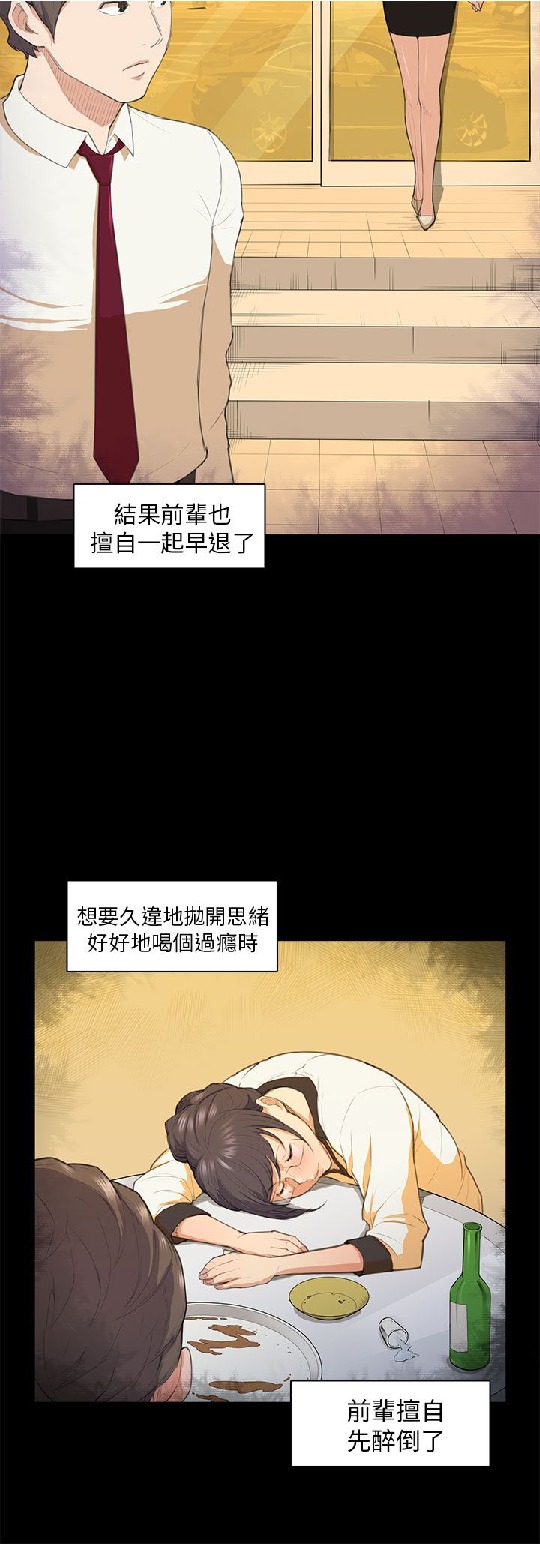 結果前輩也
擅自一起早退了
想要久違地拋開思緒
好好地喝個過癮時
前輩擅自
先醉倒了